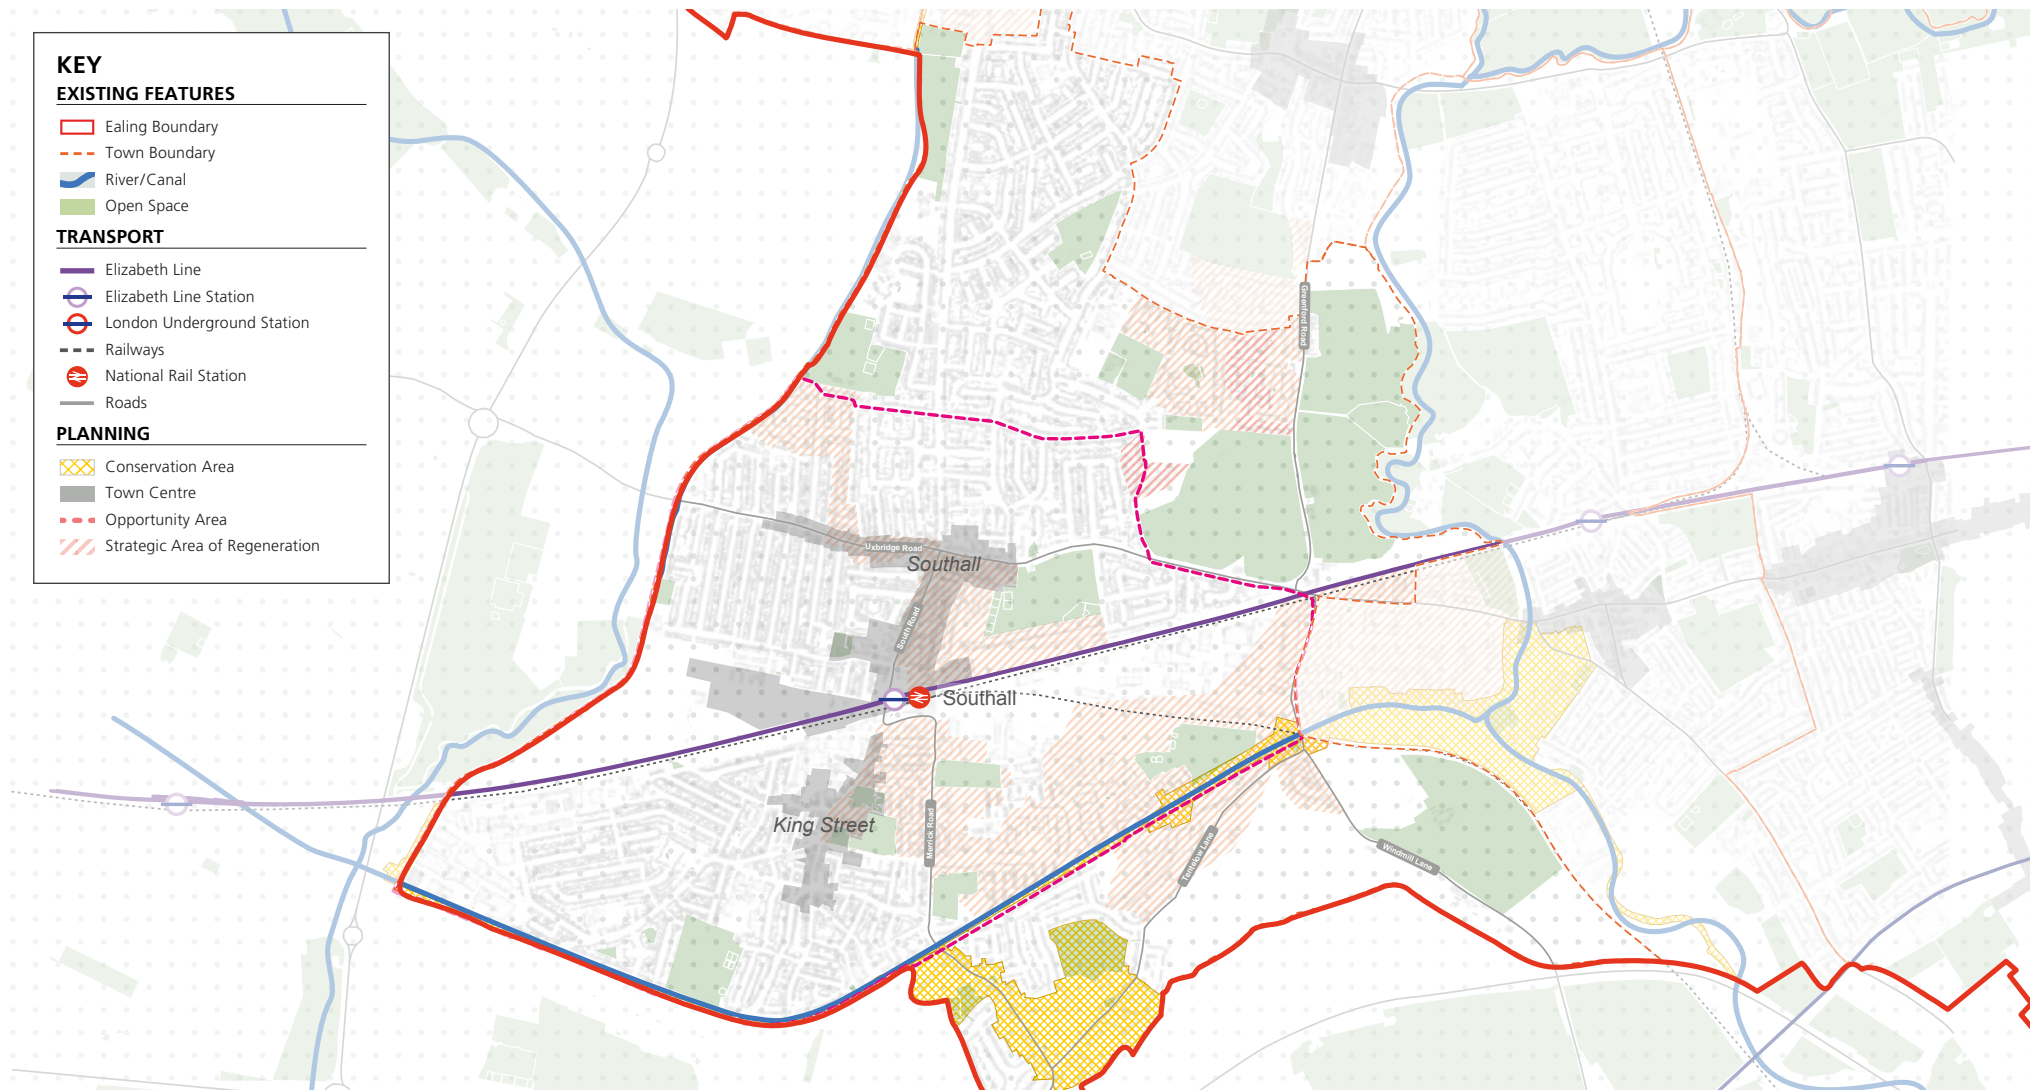 KEY
EXISTING FEATURES
Ealing Boundary
Town Boundary
River/Canal
Open Space
TRANSPORT
Elizabeth Line
Elizabeth Line Station
London Underground Station
Railways
National Rail Station
Roads
PLANNING
Conservation Area
Town Centre
Opportunity Area
Strategic Area of Regeneration
Greenford Road
Uxbridge Road
Southall
South Road
Southall
King Street
Merrick Road
Tentelow Lane
Windmill Lane